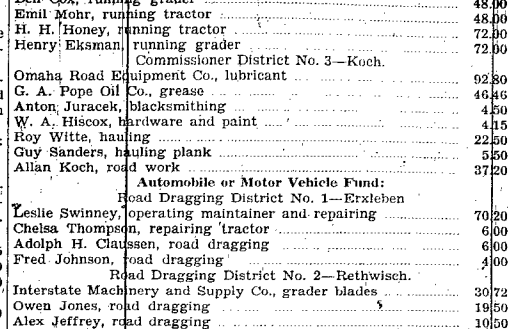 Ben Cox, running grader 48.00
Emil Mohr, running tractor 48.00
H. H. Honey, running tractor 72.00
Henry Eksman, running grader 72.00
Commissioner District No. 3—Koch.
Omaha Road Equipment Co., lubricant 92.80
G. A. Pope Oil Co., grease 46.46
Anton Juracek, blacksmithing 4.50
W. A. Hiscox, hardware and paint 4.15
Roy Witte, hauling 22.50
Guy Sanders, hauling plank 5.50
Allan Koch, road work 37.20
Automobile or Motor Vehicle Fund:
Road Dragging District No. 1—Erxleben
Leslie Swinney, operating maintainer and repairing 70.20
Chelsa Thompson, repairing tractor 6.00
Adolph H. Claussen, road dragging 6.00
Fred Johnson, road dragging 4.00
Road Dragging District No. 2—Rethwisch.
Interstate Machinery and Supply Co., grader blades 30.72
Owen Jones, road dragging 19.50
Alex Jeffrey, road dragging 10.50